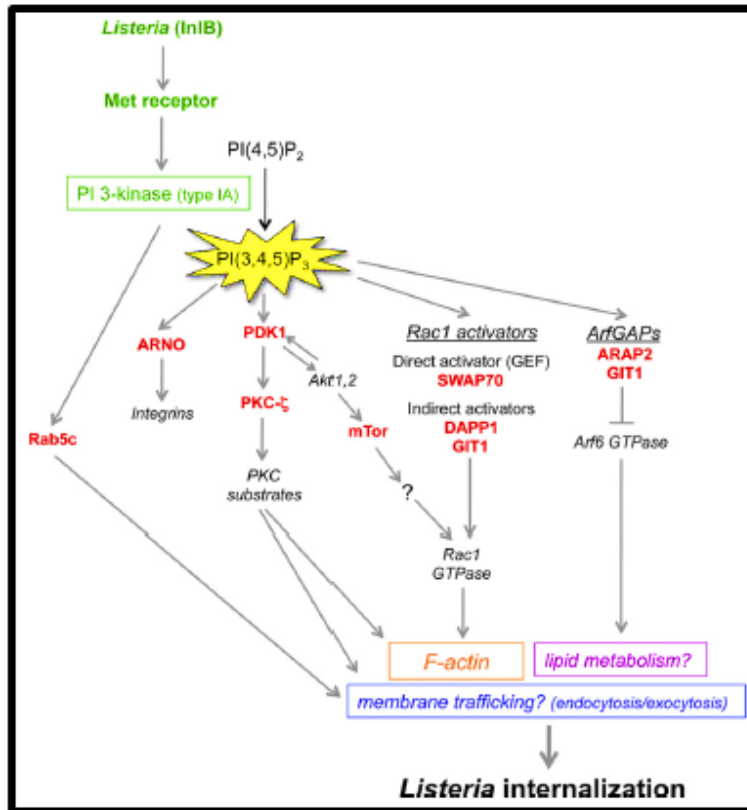 Listeria (InlB)
Met receptor
PI(4,5)P2
PI 3-kinase (type IA)
PI(3,4,5)P3
Rac1 activators
ArfGAPs
ARNO
PDK1
ARAP2
GIT1
Direct activator (GEF)
SWAP70
Akt1,2
Integrins
PKC-ζ
Indirect activators
DAPP1
GIT1
Rab5c
mTor
Arf6 GTPase
PKC
substrates
?
Rac1
GTPase
F-actin
lipid metabolism?
membrane trafficking? (endocytosis/exocytosis)
Listeria internalization